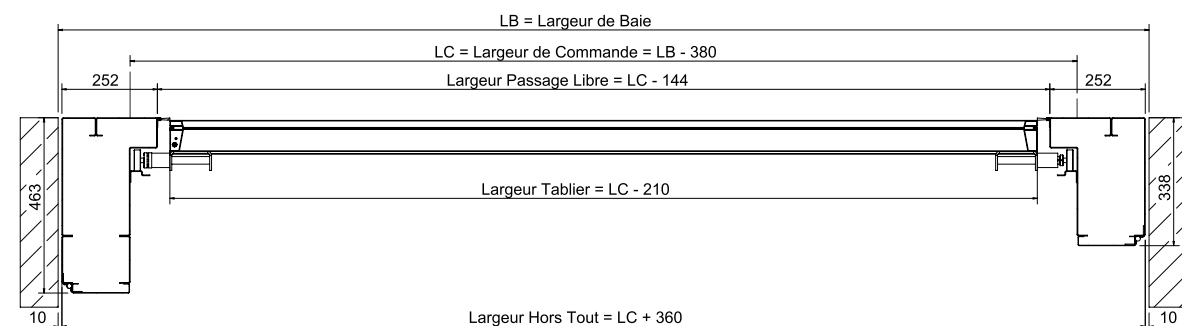 LB = Largeur de Baie
LC = Largeur de Commande = LB - 380
252
Largeur Passage Libre = LC - 144
252
463
Largeur Tablier = LC - 210
338
10
Largeur Hors Tout = LC + 360
10